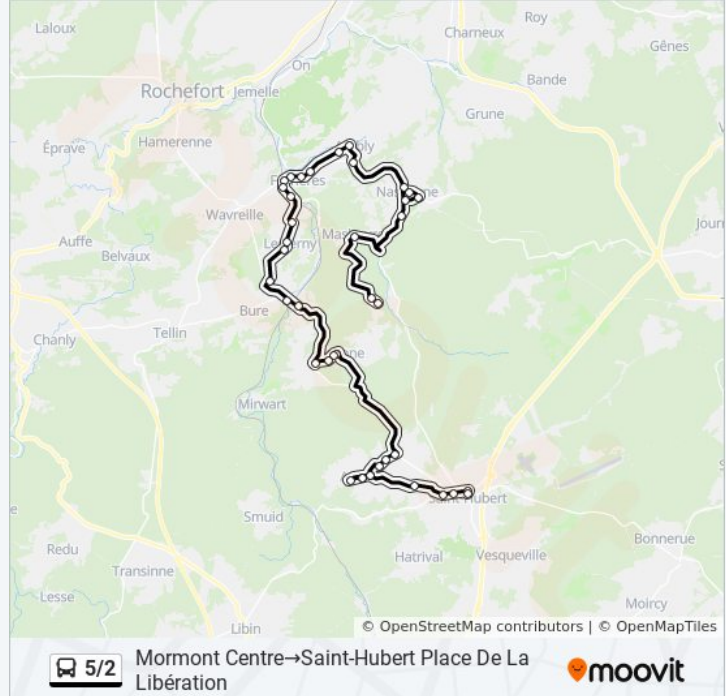 Laloux
Roy
Charneux
Gênes
On
Rochefort
Jemelle
Bande
Grune
Hamerenne
Éprave
Wavreille
Auffe
Belvaux
Bure
Tellin
Chanly
Mirwart
Smuid
Saint-Hubert
Redu
Transinne
Hatrival
Vesqueville
Bonnerue
Lesse
Moircy
Libin
© OpenStreetMap contributors | © OpenMapTiles
5/2 Mormont Centre→Saint-Hubert Place De La
Libération
moovit